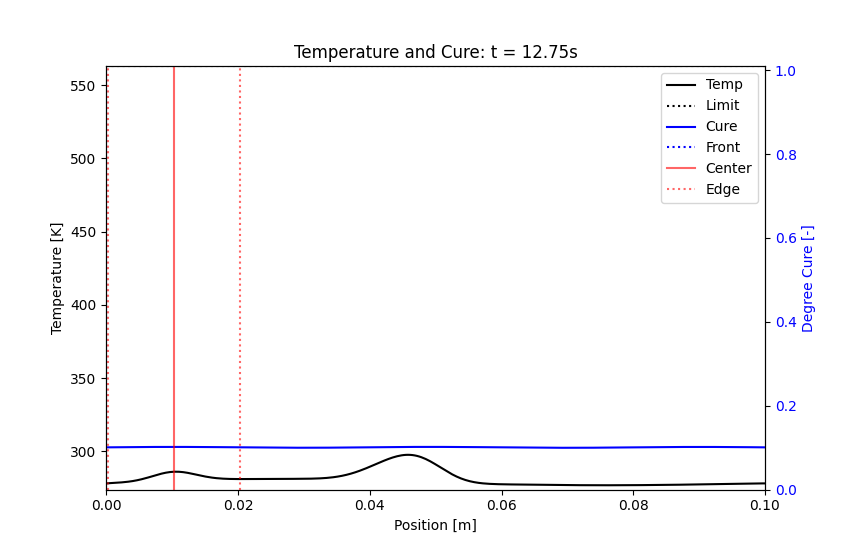 Temperature and Cure: t = 12.75s
550
500
450
400
350
300
Temperature [K]
1.0
0.8
0.6
0.4
0.2
0.0
Degree Cure [-]
Temp
Limit
Cure
Front
Center
Edge
0.00
0.02
0.04
0.06
0.08
0.10
Position [m]